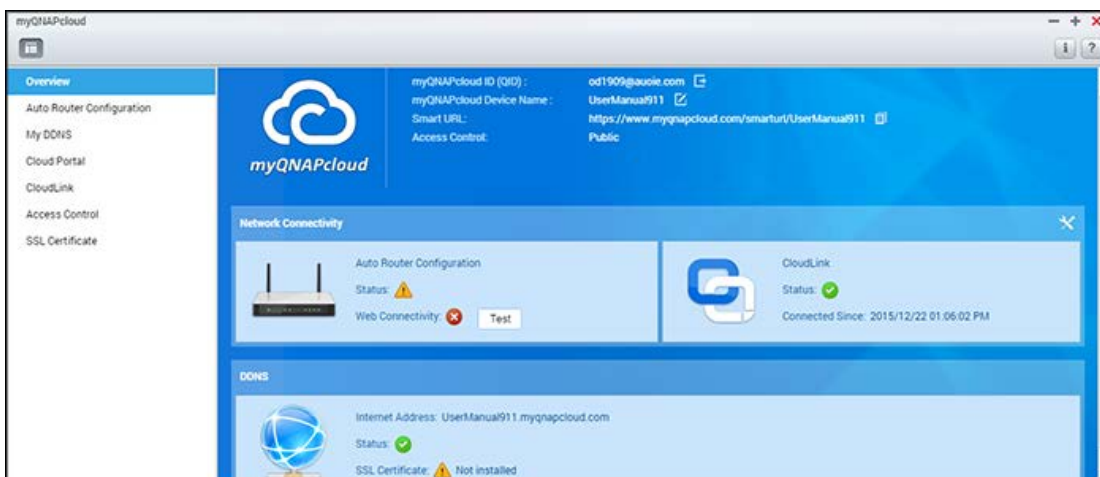 myQNAPcloud
Overview
Auto Router Configuration
My DDNS
Cloud Portal
CloudLink
Access Control
SSL Certificate
myQNAPcloud
myQNAPcloud ID (QID) : od1909@auoie.com
myQNAPcloud Device Name : UserManual911
Smart URL: https://www.myqnapcloud.com/smarturl/UserManual911
Access Control: Public
Network Connectivity
Auto Router Configuration
Status:
Web Connectivity: Test
CloudLink
Status:
Connected Since: 2015/12/22 01:06:02 PM
DDNS
Internet Address: UserManual911.myqnapcloud.com
Status:
SSL Certificate: Not installed